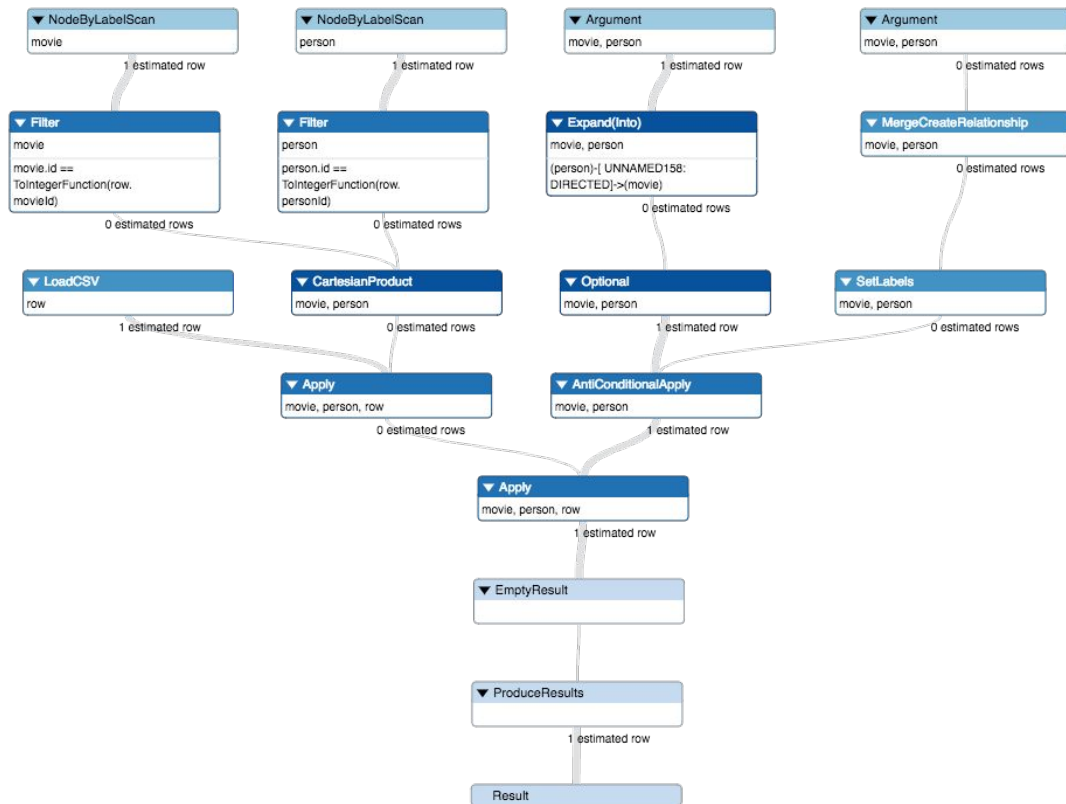 NodeByLabelScan
movie
1 estimated row
NodeByLabelScan
person
1 estimated row
Argument
movie, person
1 estimated row
Argument
movie, person
0 estimated rows
Filter
movie
movie.id ==
ToIntegerFunction(row.
movieId)
0 estimated rows
Filter
person
person.id ==
ToIntegerFunction(row.
personId)
0 estimated rows
Expand(Into)
movie, person
(person)-[ UNNAMED158:
DIRECTED]->(movie)
0 estimated rows
MergeCreateRelationship
movie, person
0 estimated rows
LoadCSV
row
1 estimated row
CartesianProduct
movie, person
0 estimated rows
Optional
movie, person
1 estimated row
SetLabels
movie, person
0 estimated rows
Apply
movie, person, row
0 estimated rows
AntiConditionalApply
movie, person
1 estimated row
Apply
movie, person, row
1 estimated row
EmptyResult
ProduceResults
1 estimated row
Result